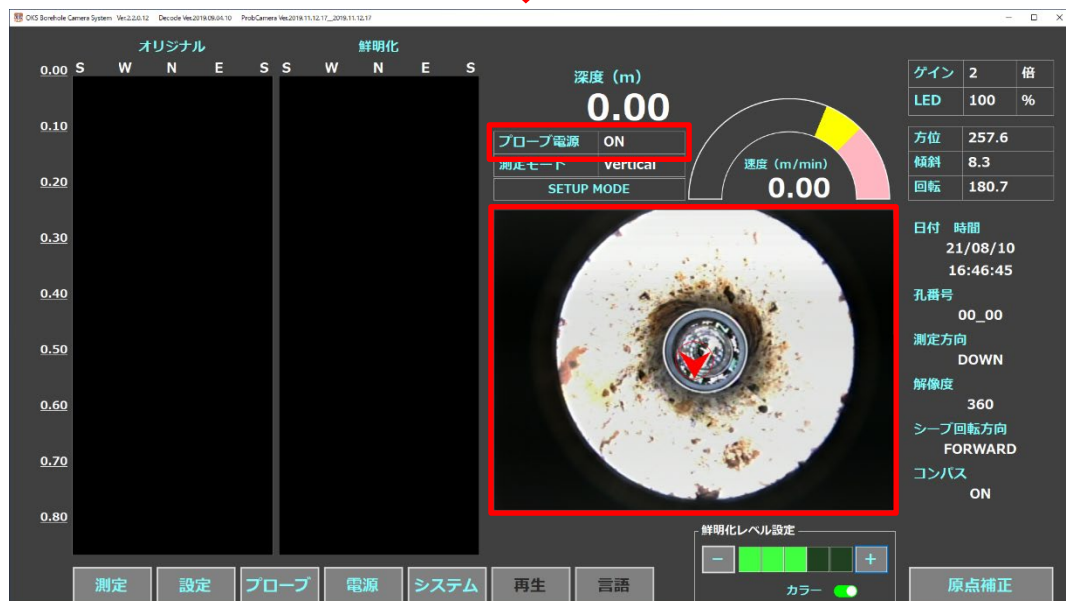 OKS Borehole Camera System Ver.2.2.0.12 Decode Ver.2019.09.04.10 ProbCamera Ver.2019.11.12.17__2019.11.12.17
オリジナル 鮮明化
S W N E S S W N E S
0.00
0.10
0.20
0.30
0.40
0.50
0.60
0.70
0.80
深度（m）
0.00
プローブ電源 ON
測定モード Vertical
SETUP MODE
速度（m/min）
0.00
ゲイン 2 倍
LED 100 %
方位 257.6
傾斜 8.3
回転 180.7
日付 時間
21/08/10
16:46:45
孔番号
00_00
測定方向
DOWN
解像度
360
シーブ回転方向
FORWARD
コンパス
ON
鮮明化レベル設定
− +
カラー
測定 設定 プローブ 電源 システム 再生 言語 原点補正